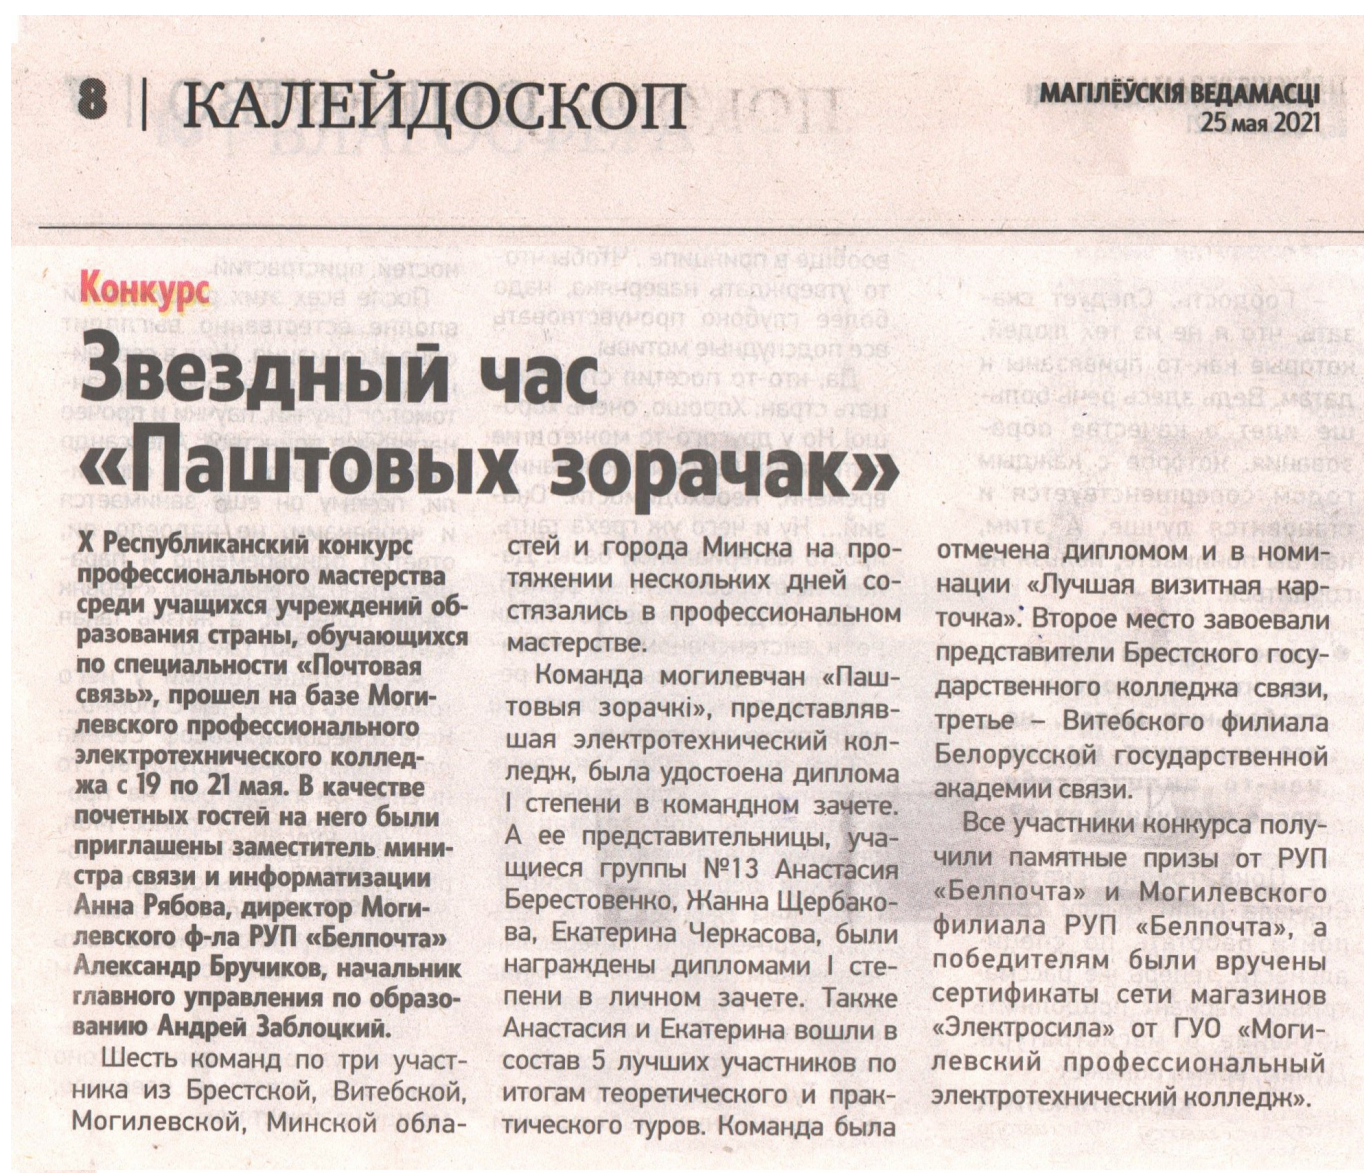 8 | КАЛЕЙДОСКОП
МАГІЛЁЎСКІЯ ВЕДАМАСЦІ
25 мая 2021
Конкурс
Звездный час
«Паштовых зорачак»
X Республиканский конкурс
профессионального мастерства
среди учащихся учреждений об-
разования страны, обучающихся
по специальности «Почтовая
связь», прошел на базе Моги-
левского профессионального
электротехнического коллед-
жа с 19 по 21 мая. В качестве
почетных гостей на него были
приглашены заместитель мини-
стра связи и информатизации
Анна Рябова, директор Моги-
левского ф-ла РУП «Белпочта»
Александр Бручиков, начальник
главного управления по образо-
ванию Андрей Заблоцкий.
Шесть команд по три участ-
ника из Брестской, Витебской,
Могилевской, Минской обла-
стей и города Минска на про-
тяжении нескольких дней со-
стязались в профессиональном
мастерстве.
Команда могилевчан «Паш-
товыя зорачкі», представляв-
шая электротехнический кол-
ледж, была удостоена диплома
I степени в командном зачете.
А ее представительницы, уча-
щиеся группы №13 Анастасия
Берестовенко, Жанна Щербако-
ва, Екатерина Черкасова, были
награждены дипломами I сте-
пени в личном зачете. Также
Анастасия и Екатерина вошли в
состав 5 лучших участников по
итогам теоретического и прак-
тического туров. Команда была
отмечена дипломом и в номи-
нации «Лучшая визитная кар-
точка». Второе место завоевали
представители Брестского госу-
дарственного колледжа связи,
третье – Витебского филиала
Белорусской государственной
академии связи.
Все участники конкурса полу-
чили памятные призы от РУП
«Белпочта» и Могилевского
филиала РУП «Белпочта», а
победителям были вручены
сертификаты сети магазинов
«Электросила» от ГУО «Моги-
левский профессиональный
электротехнический колледж».